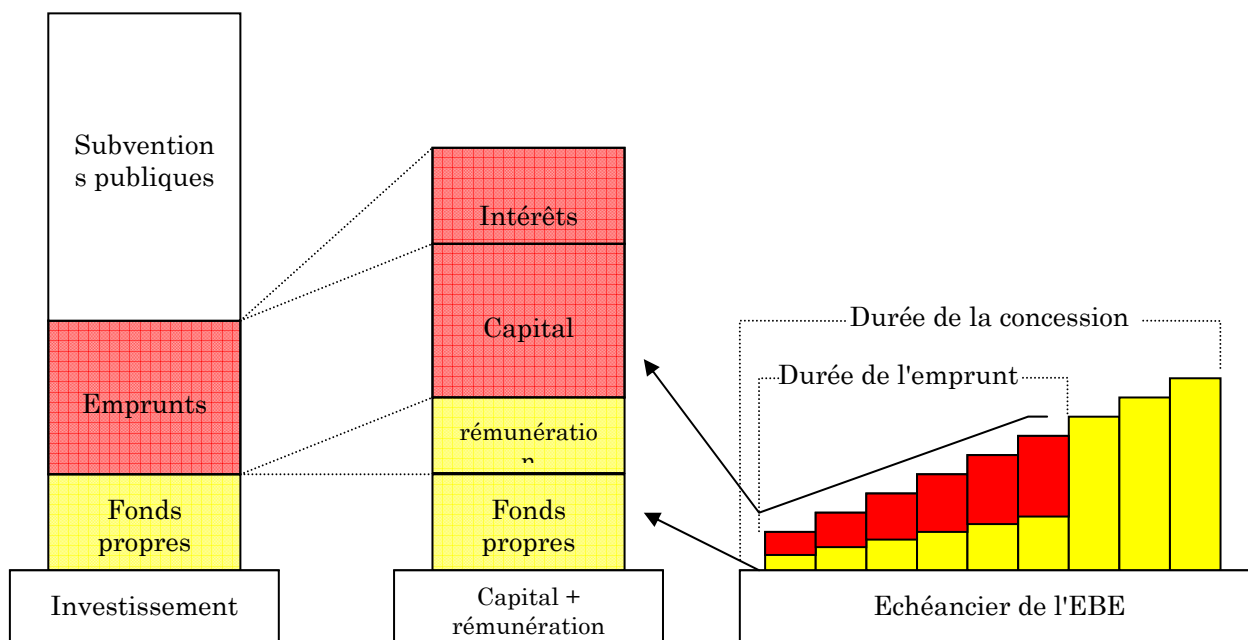 Subvention
s publiques
Emprunts
Fonds
propres
Investissement
Intérêts
Capital
rémunératio
n
Fonds
propres
Capital +
rémunération
Durée de la concession
Durée de l'emprunt
Echéancier de l'EBE